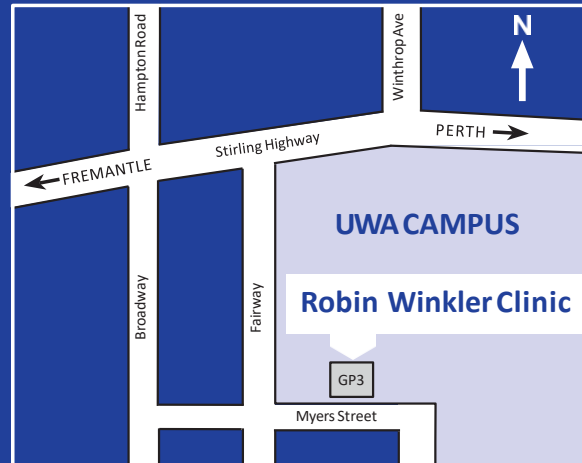 Hampton Road
Winthrop Ave
N
PERTH
Stirling Highway
FREMANTLE
UWA CAMPUS
Robin Winkler Clinic
Broadway
Fairway
GP3
Myers Street